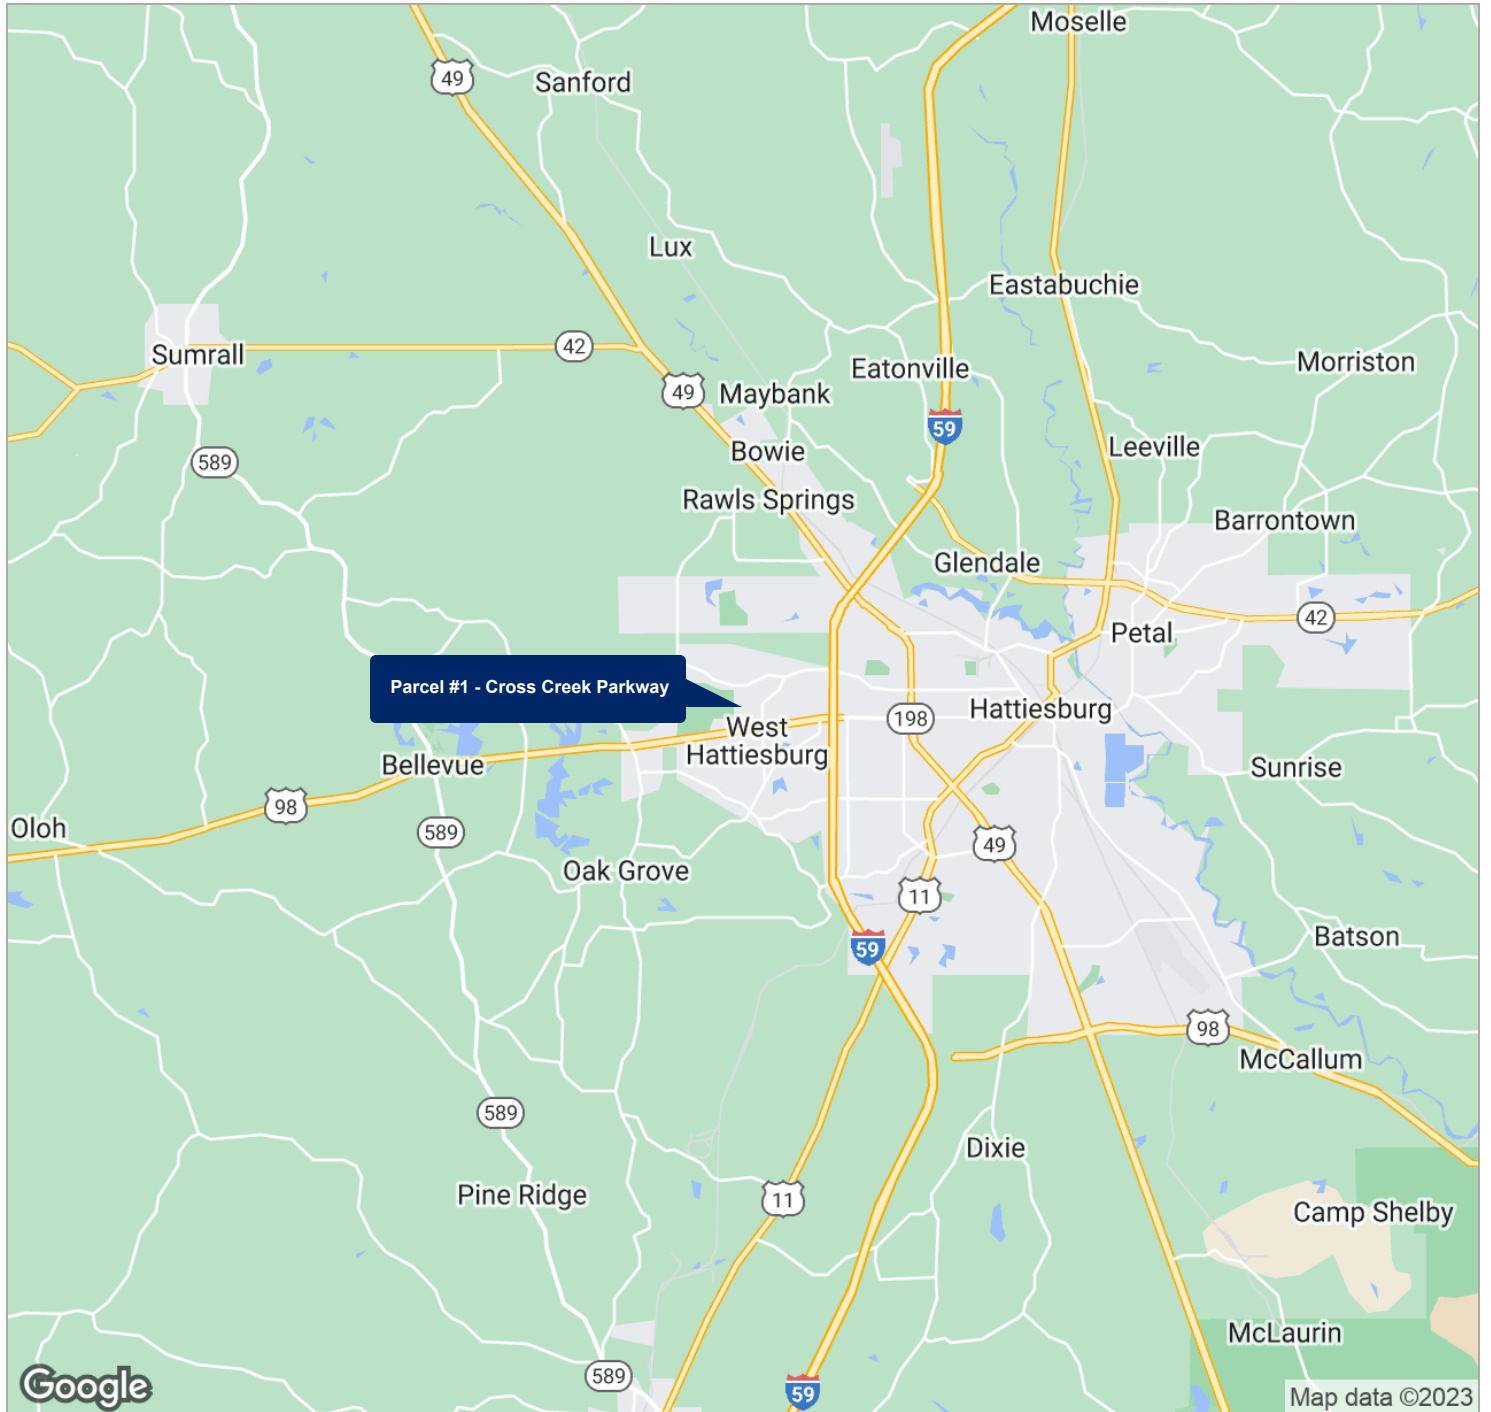 Moselle
49
Sanford
Lux
Eastabuchie
Sumrall
42
Eatonville
Morriston
49
Maybank
59
Bowie
Leeville
589
Rawls Springs
Barrontown
Glendale
42
Petal
Parcel #1 - Cross Creek Parkway
198
Hattiesburg
West
Hattiesburg
Bellevue
Sunrise
98
Oloh
589
49
Oak Grove
11
Batson
59
98
McCallum
589
Dixie
Pine Ridge
11
Camp Shelby
McLaurin
589
59
Google
Map data ©2023